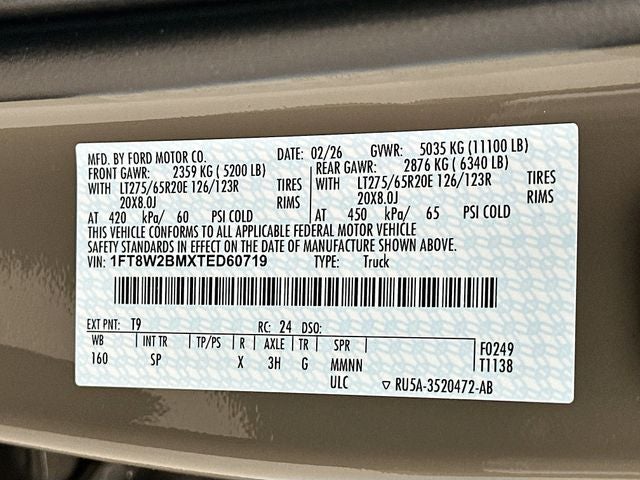 MFD. BY FORD MOTOR CO. DATE: 02/26 GVWR: 5035 KG (11100 LB)
FRONT GAWR: 2359 KG ( 5200 LB) REAR GAWR: 2876 KG ( 6340 LB)
WITH LT275/65R20E 126/123R TIRES WITH LT275/65R20E 126/123R TIRES
20X8.0J RIMS 20X8.0J RIMS
AT 420 kPa/ 60 PSI COLD AT 450 kPa/ 65 PSI COLD
THIS VEHICLE CONFORMS TO ALL APPLICABLE FEDERAL MOTOR VEHICLE
SAFETY STANDARDS IN EFFECT ON THE DATE OF MANUFACTURE SHOWN ABOVE.
VIN: 1FT8W2BMXTED60719 TYPE: Truck
EXT PNT: T9 RC: 24 DSO:
WB INT TR TP/PS R AXLE TR SPR F0249
160 SP X 3H G MMNN T1138
ULC ▽ RU5A-3520472-AB